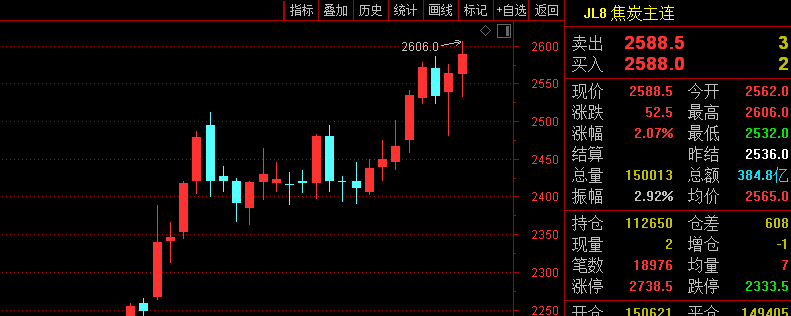 指标 叠加 历史 统计 画线 标记 +自选 返回
2606.0
2600
2550
2500
2450
2400
2350
2300
2250
JL8 焦炭主连
卖出 2588.5 3
买入 2588.0 2
现价 2588.5 今开 2562.0
涨跌 52.5 最高 2606.0
涨幅 2.07% 最低 2532.0
结算 昨结 2536.0
总量 150013 总额 384.8亿
振幅 2.92% 均价 2565.0
持仓 112650 仓差 608
现量 2 增仓 -1
笔数 18976 均量 7
涨停 2738.5 跌停 2333.5
开仓 150621 平仓 149405